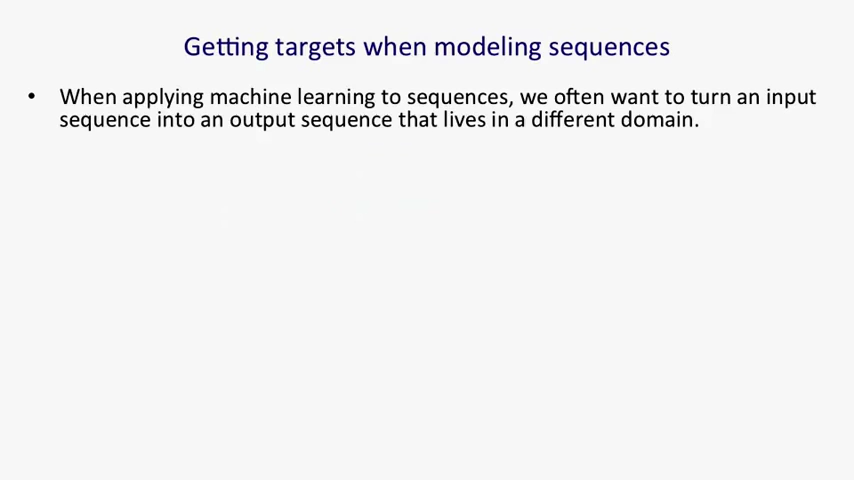 Getting targets when modeling sequences
• When applying machine learning to sequences, we often want to turn an input
sequence into an output sequence that lives in a different domain.